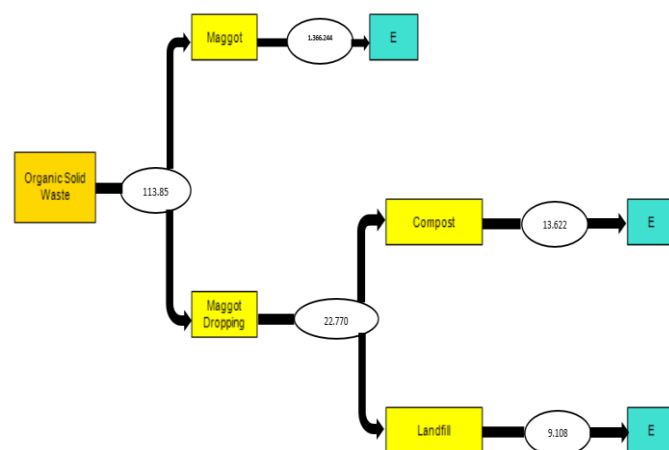 Maggot
1.366.244
E
Organic Solid
Waste
113.85
Compost
13.622
E
Maggot
Dropping
22.770
Landfill
9.108
E